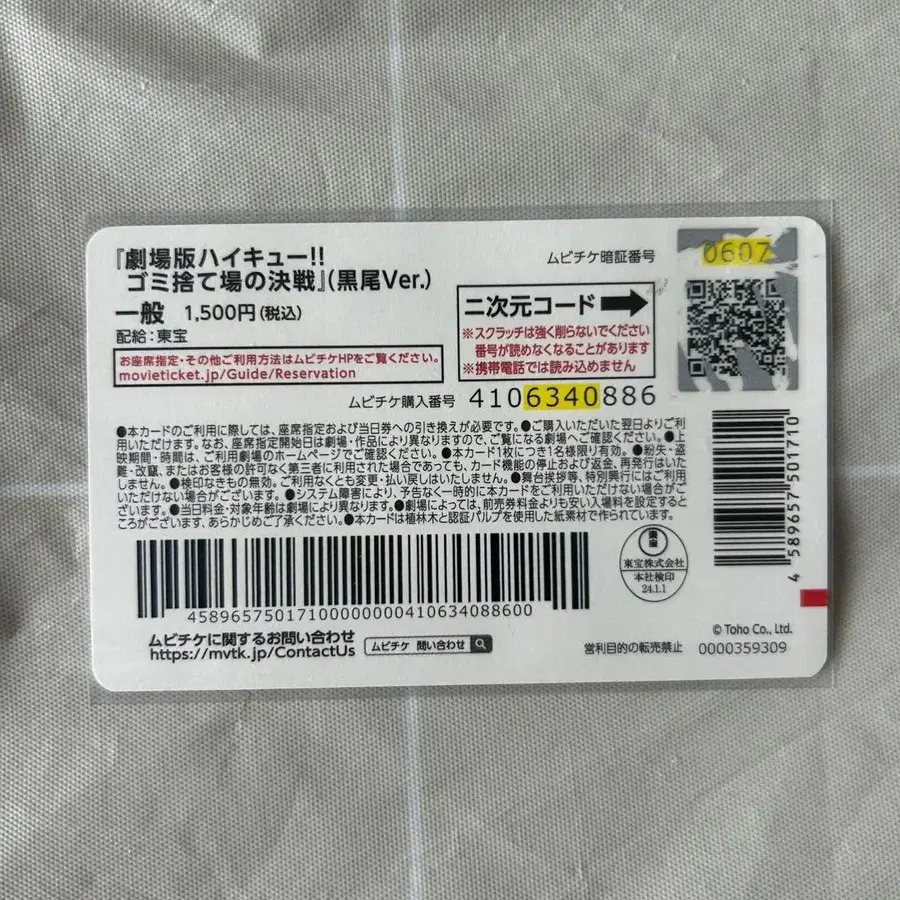 『劇場版ハイキュー!!
ゴミ捨て場の決戦』(黒尾Ver.)
一般 1,500円(税込)
配給:東宝
お座席指定・その他ご利用方法はムビチケHPをご覧ください。
movieticket.jp/Guide/Reservation
ムビチケ暗証番号 0607
二次元コード
※スクラッチは強く削らないでください
番号が読めなくなることがあります
※携帯電話では読み込めません
ムビチケ購入番号 4106340886
●本カードのご利用に際しては、座席指定および当日券への引き換えが必要です。●ご購入いただいた翌日よりご利
用いただけます。なお、座席指定開始日は劇場・作品により異なりますので、ご覧になる劇場へご確認ください。●上
映期間・時間は、ご利用劇場のホームページでご確認ください。●本カード1枚につき1名様限り有効。●紛失・盗
難・改竄、またはお客様の許可なく第三者に利用された場合であっても、カード機能の停止および返金、再発行はいた
しません。●検印なきもの無効。ご利用なくとも変更・払い戻しはいたしません。●舞台挨拶等、特別興行にはご利用
いただけない場合がございます。●システム障害により、予告なく一時的に本カードをご利用いただけない場合がござ
います。●当日料金・対象年齢は劇場により異なります。●劇場によっては、前売券料金よりも安い入場料を設定すると
ころがございます、あらかじめご了承ください。●本カードは植林木と認証パルプを使用した紙素材で作られています。
4589657501710000000041063408860​0
4 589657 501710
東宝
東宝株式会社
本社検印
24.1.1
ムビチケに関するお問い合わせ
https://mvtk.jp/ContactUs
ムビチケ 問い合わせ
© Toho Co., Ltd.
営利目的の転売禁止 0000359309